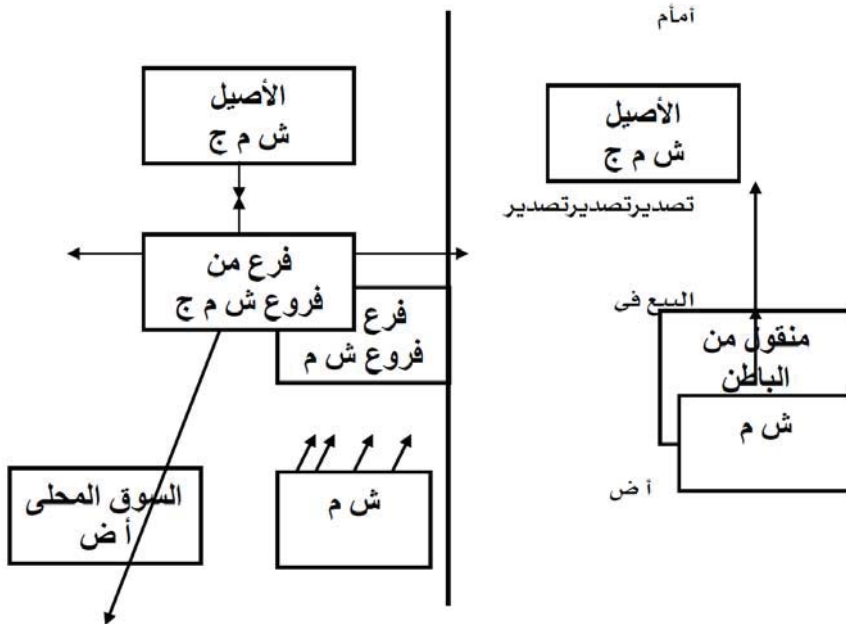 أمأم
الأصيل
ش م ج
الأصيل
ش م ج
تصديرتصديرتصدير
فرع من
فروع ش م ج
فرع
فروع ش م
البيع فى
منقول من
الباطن
ش م
السوق المحلى
أ ض
ش م
أ ض